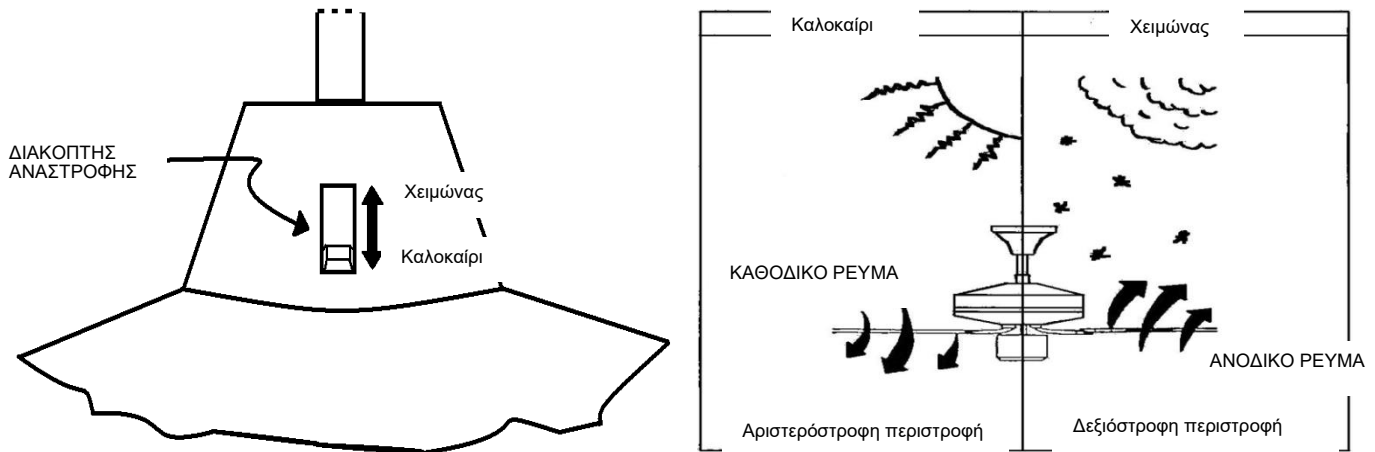 ΔΙΑΚΟΠΤΗΣ
ΑΝΑΣΤΡΟΦΗΣ
Χειμώνας
Καλοκαίρι
Καλοκαίρι
Χειμώνας
ΚΑΘΟΔΙΚΟ ΡΕΥΜΑ
ΑΝΟΔΙΚΟ ΡΕΥΜΑ
Αριστερόστροφη περιστροφή
Δεξιόστροφη περιστροφή